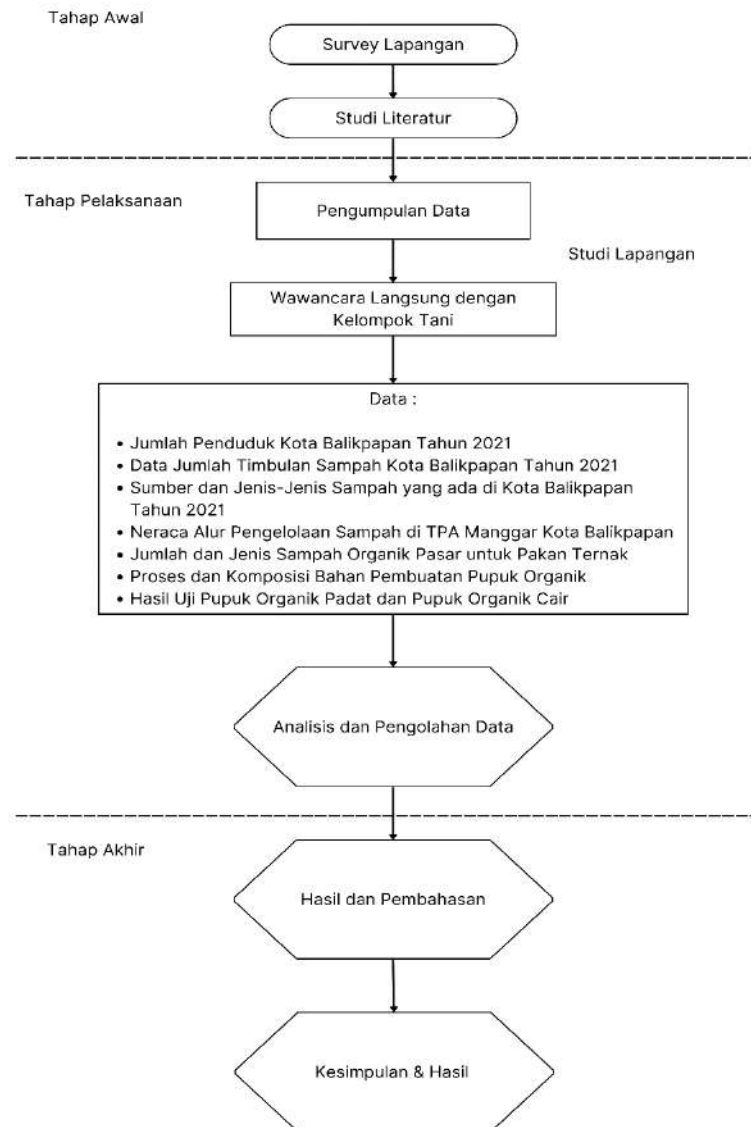 Tahap Awal
Survey Lapangan
Studi Literatur
Tahap Pelaksanaan
Pengumpulan Data
Studi Lapangan
Wawancara Langsung dengan
Kelompok Tani
Data :
• Jumlah Penduduk Kota Balikpapan Tahun 2021
• Data Jumlah Timbulan Sampah Kota Balikpapan Tahun 2021
• Sumber dan Jenis-Jenis Sampah yang ada di Kota Balikpapan
Tahun 2021
• Neraca Alur Pengelolaan Sampah di TPA Manggar Kota Balikpapan
• Jumlah dan Jenis Sampah Organik Pasar untuk Pakan Ternak
• Proses dan Komposisi Bahan Pembuatan Pupuk Organik
• Hasil Uji Pupuk Organik Padat dan Pupuk Organik Cair
Analisis dan Pengolahan Data
Tahap Akhir
Hasil dan Pembahasan
Kesimpulan & Hasil